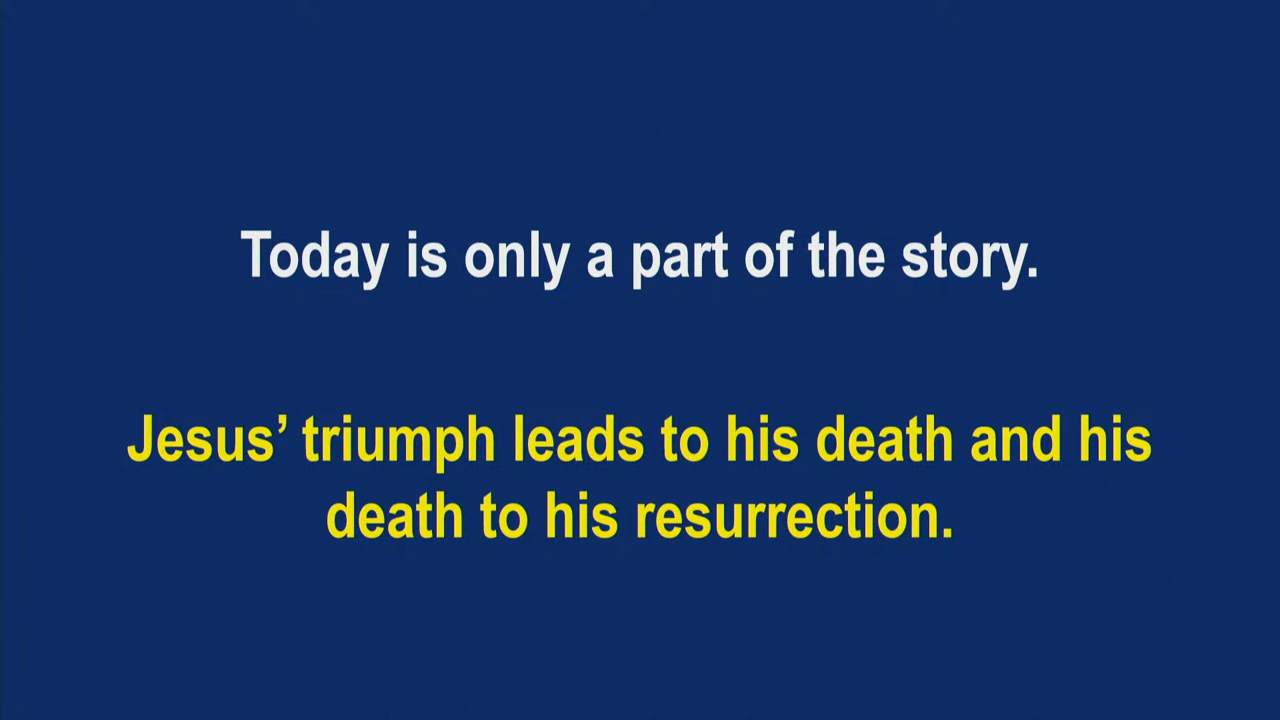 Today is only a part of the story.
Jesus’ triumph leads to his death and his
death to his resurrection.